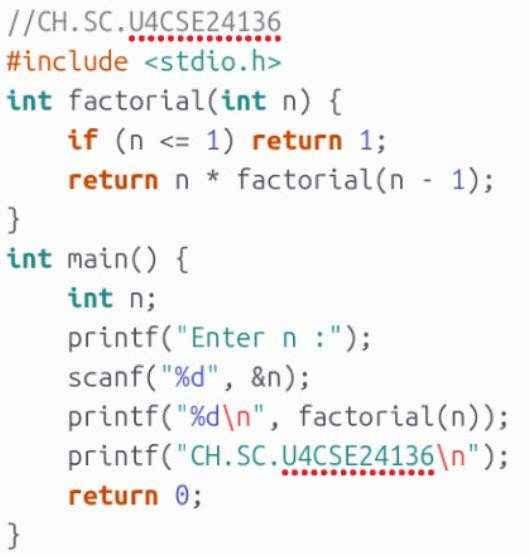 //CH.SC.U4CSE24136
#include <stdio.h>
int factorial(int n) {
    if (n <= 1) return 1;
    return n * factorial(n - 1);
}
int main() {
    int n;
    printf("Enter n :");
    scanf("%d", &n);
    printf("%d\n", factorial(n));
    printf("CH.SC.U4CSE24136\n");
    return 0;
}